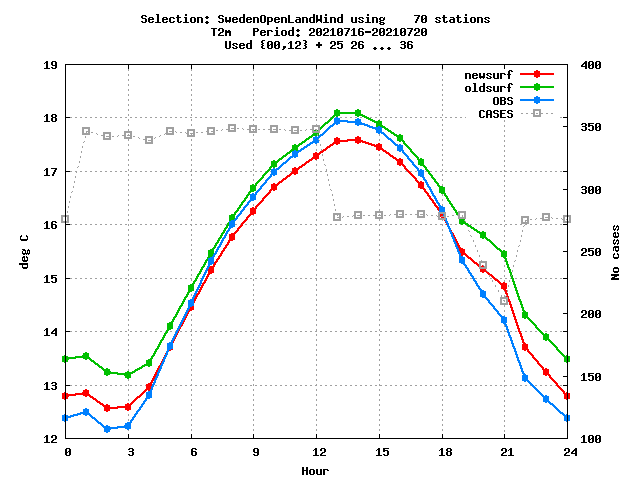 Selection: SwedenOpenLandWind using    70 stations
T2m   Period: 20210716-20210720
Used {00,12} + 25 26 ... 36
19
18
17
16
15
14
13
12
400
350
300
250
200
150
100
newsurf
oldsurf
OBS
CASES
deg C
No cases
0
3
6
9
12
15
18
21
24
Hour